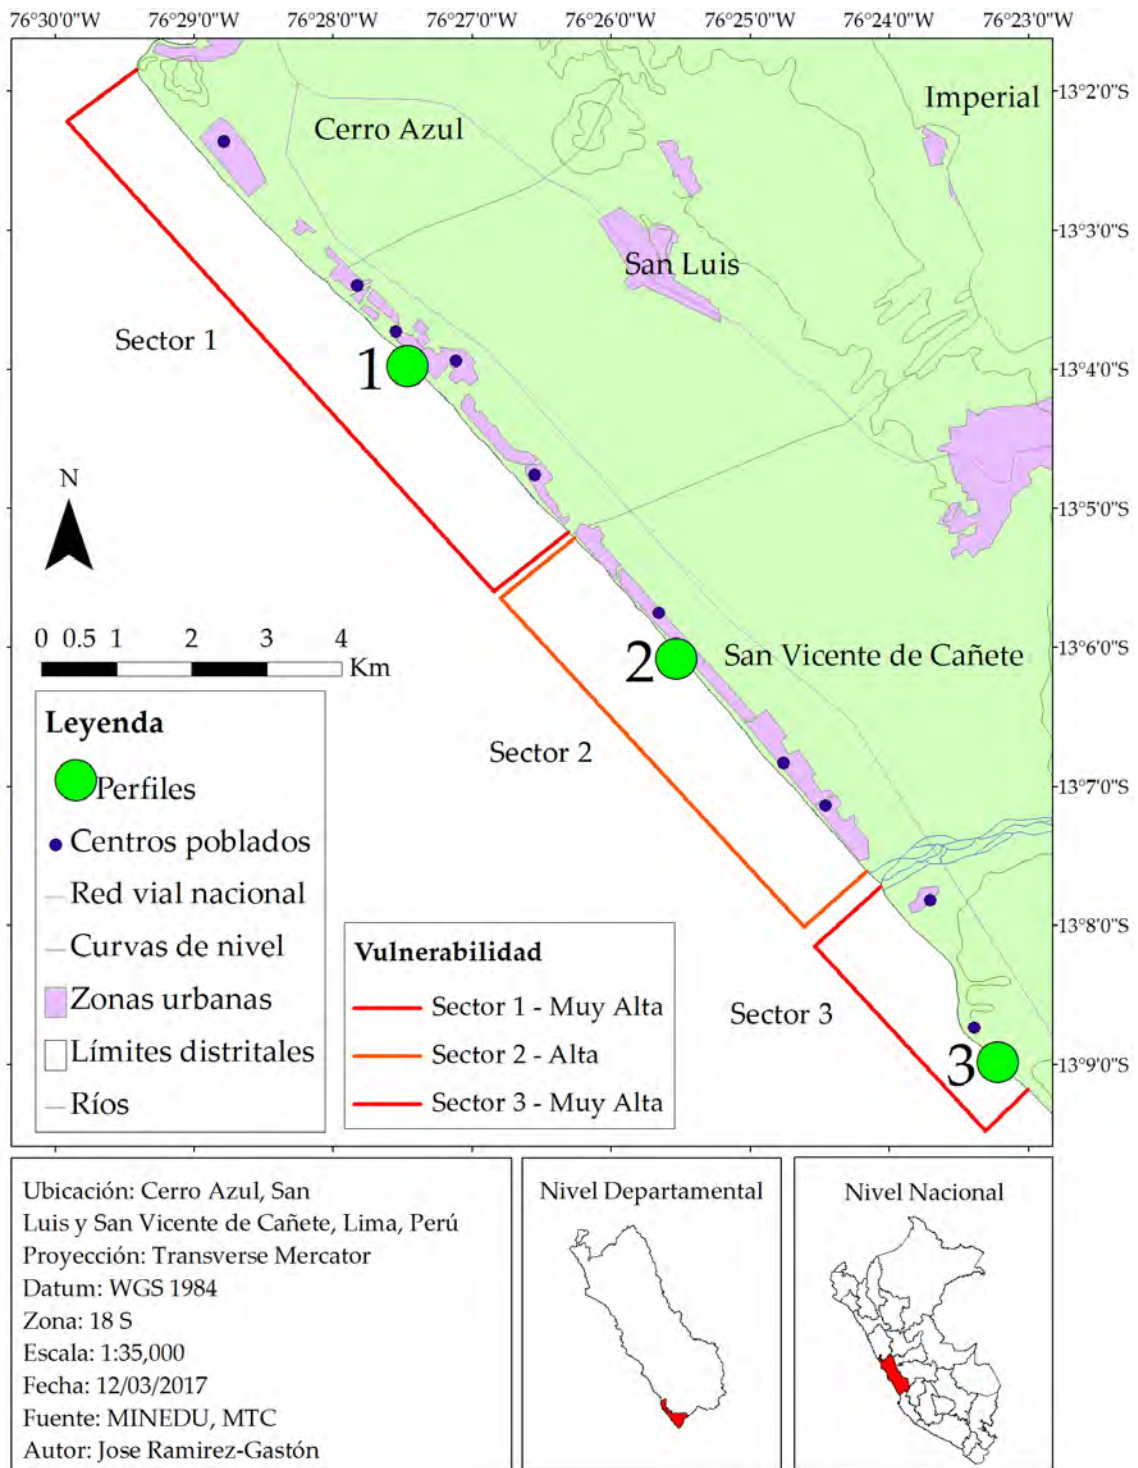 76°30'0"W 76°29'0"W 76°28'0"W 76°27'0"W 76°26'0"W 76°25'0"W 76°24'0"W 76°23'0"W
13°2'0"S
13°3'0"S
13°4'0"S
13°5'0"S
13°6'0"S
13°7'0"S
13°8'0"S
13°9'0"S
Imperial
Cerro Azul
San Luis
Sector 1
1
N
0 0.5 1 2 3 4
Km
2
San Vicente de Cañete
Sector 2
Sector 3
3
Leyenda
Perfiles
Centros poblados
Red vial nacional
Curvas de nivel
Zonas urbanas
Límites distritales
Ríos
Vulnerabilidad
Sector 1 - Muy Alta
Sector 2 - Alta
Sector 3 - Muy Alta
Ubicación: Cerro Azul, San
Luis y San Vicente de Cañete, Lima, Perú
Proyección: Transverse Mercator
Datum: WGS 1984
Zona: 18 S
Escala: 1:35,000
Fecha: 12/03/2017
Fuente: MINEDU, MTC
Autor: Jose Ramirez-Gastón
Nivel Departamental
Nivel Nacional